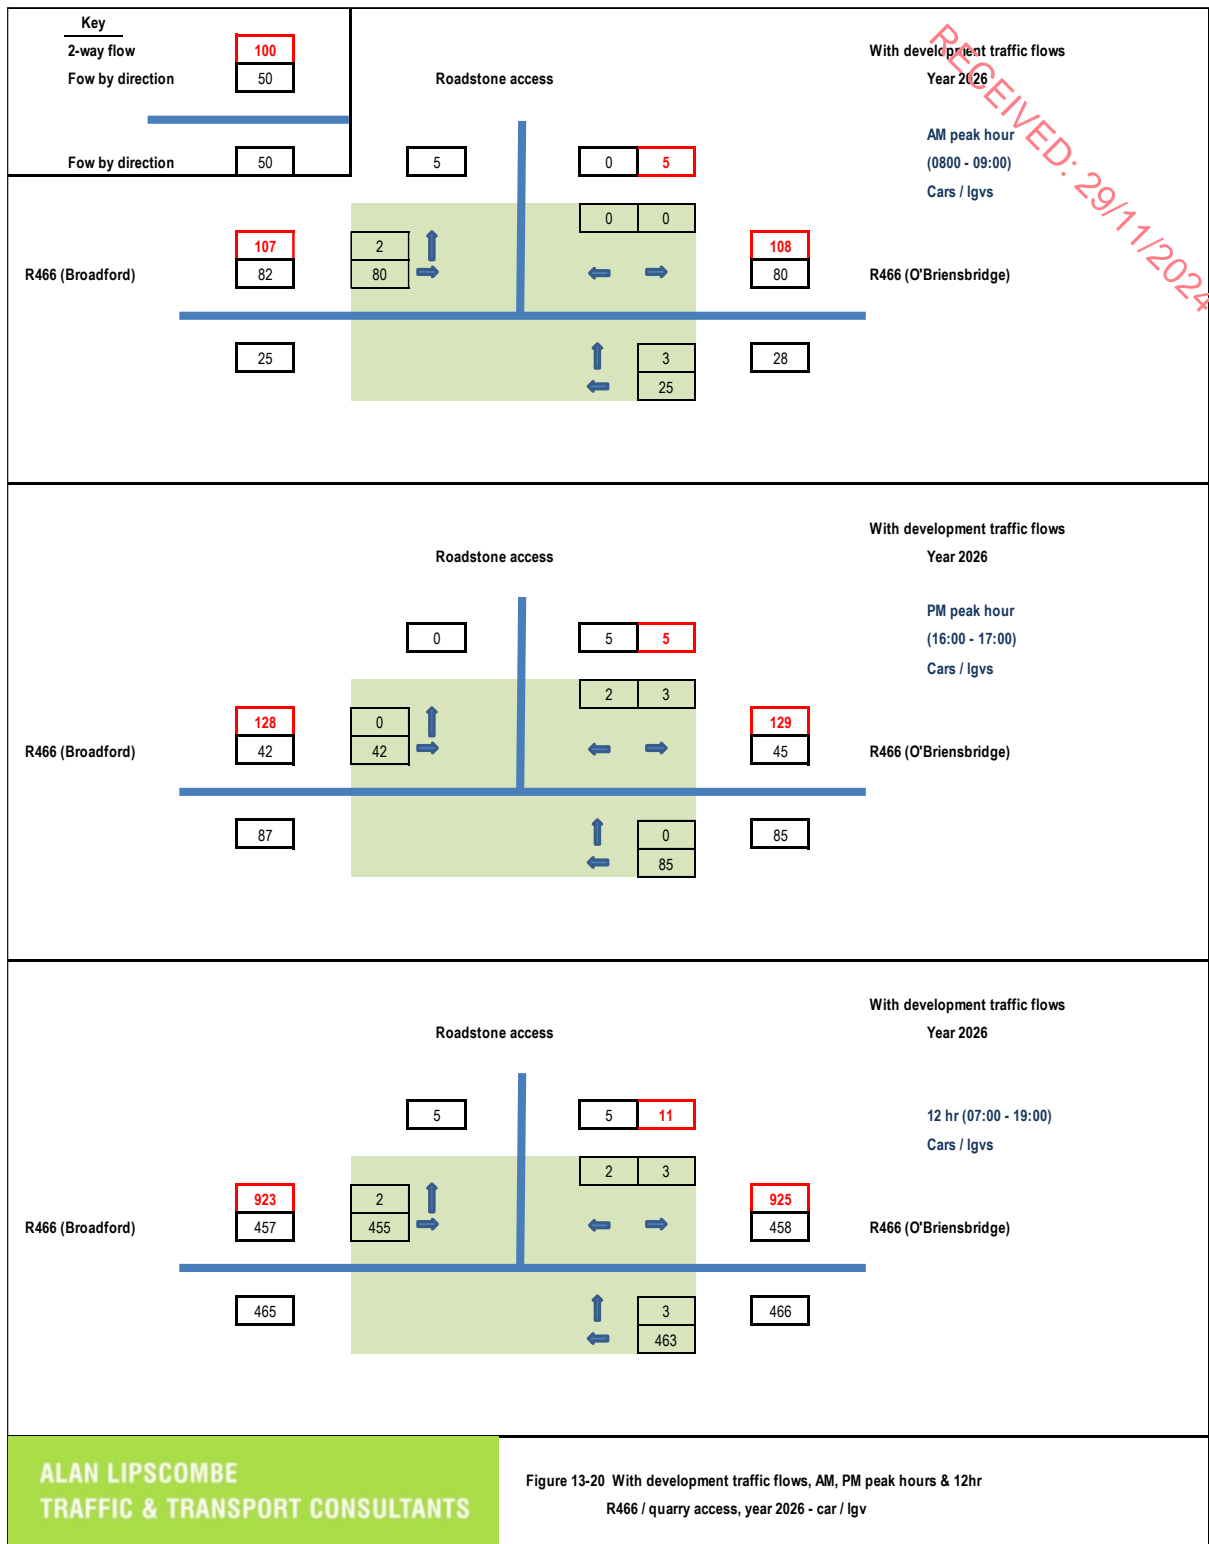 Key
2-way flow 100
Fow by direction 50
Fow by direction 50
Roadstone access
With development traffic flows
Year 2026
AM peak hour
(0800 - 09:00)
Cars / lgvs
RECEIVED: 29/11/2024
5 0 5
0 0
107 2 108
R466 (Broadford) 82 80 80 R466 (O'Briensbridge)
25 3 28
25
With development traffic flows
Roadstone access Year 2026
PM peak hour
0 5 5 (16:00 - 17:00)
Cars / lgvs
2 3
128 0 129
R466 (Broadford) 42 42 45 R466 (O'Briensbridge)
87 0 85
85
With development traffic flows
Roadstone access Year 2026
5 5 11 12 hr (07:00 - 19:00)
Cars / lgvs
2 3
923 2 925
R466 (Broadford) 457 455 458 R466 (O'Briensbridge)
465 3 466
463
ALAN LIPSCOMBE
TRAFFIC & TRANSPORT CONSULTANTS
Figure 13-20 With development traffic flows, AM, PM peak hours & 12hr
R466 / quarry access, year 2026 - car / lgv